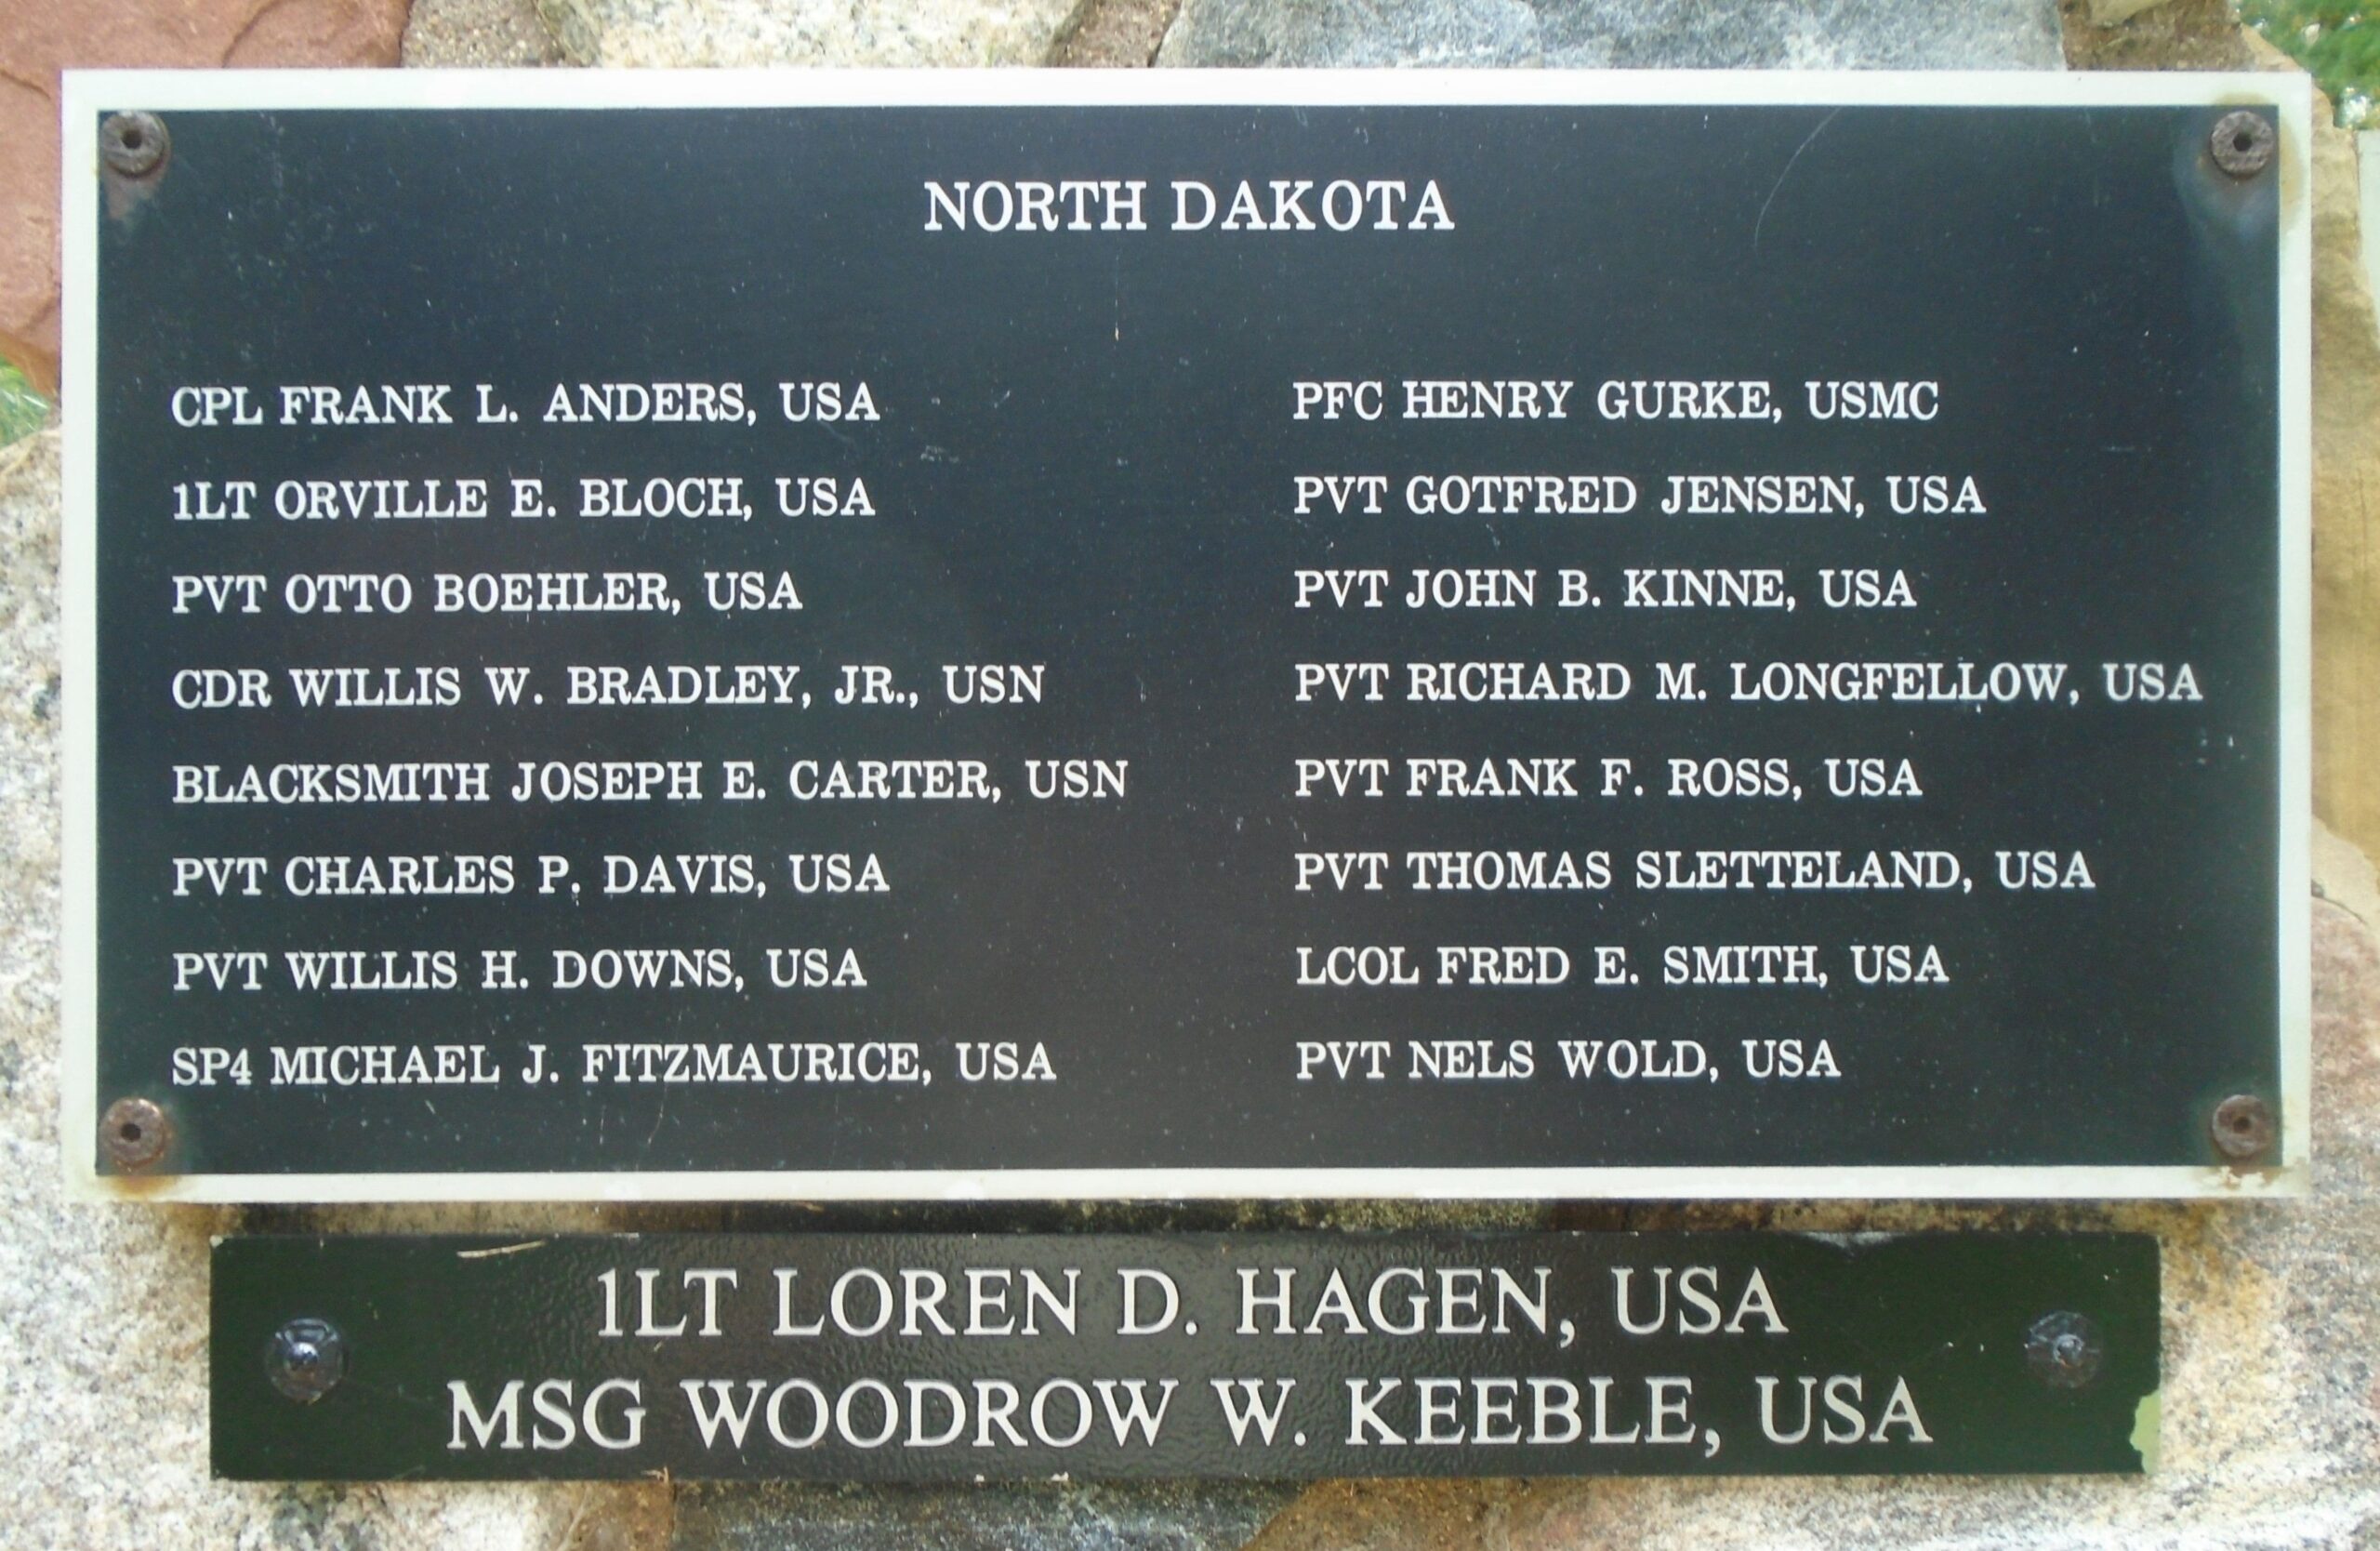 NORTH DAKOTA
CPL FRANK L. ANDERS, USA
1LT ORVILLE E. BLOCH, USA
PVT OTTO BOEHLER, USA
CDR WILLIS W. BRADLEY, JR., USN
BLACKSMITH JOSEPH E. CARTER, USN
PVT CHARLES P. DAVIS, USA
PVT WILLIS H. DOWNS, USA
SP4 MICHAEL J. FITZMAURICE, USA
PFC HENRY GURKE, USMC
PVT GOTFRED JENSEN, USA
PVT JOHN B. KINNE, USA
PVT RICHARD M. LONGFELLOW, USA
PVT FRANK F. ROSS, USA
PVT THOMAS SLETTELAND, USA
LCOL FRED E. SMITH, USA
PVT NELS WOLD, USA
1LT LOREN D. HAGEN, USA
MSG WOODROW W. KEEBLE, USA